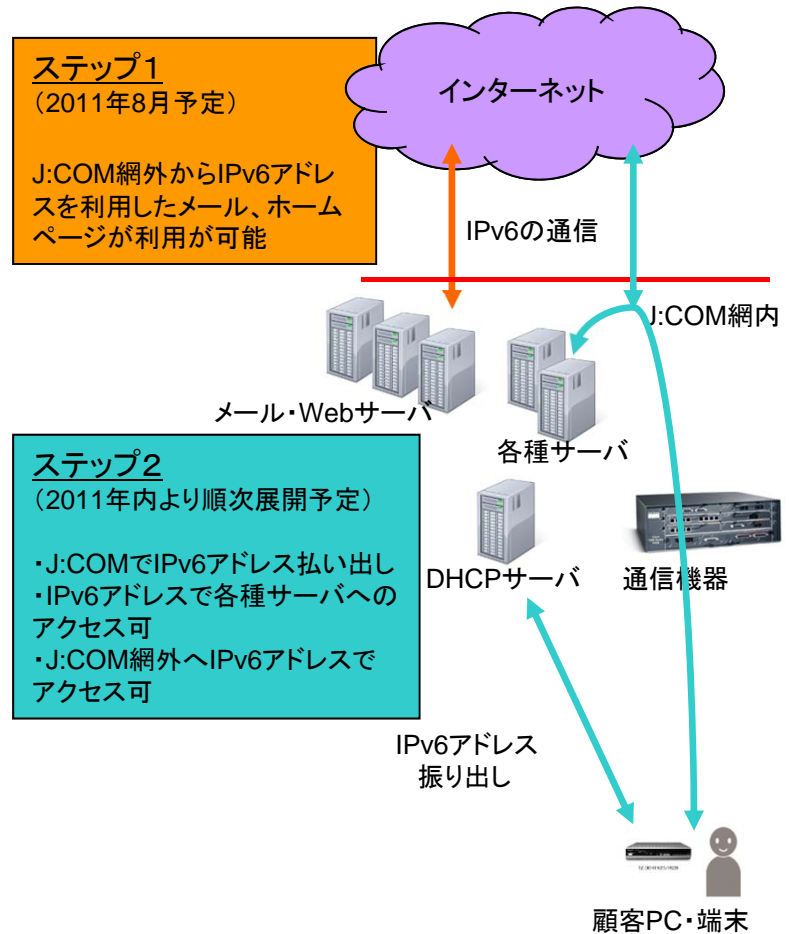 ステップ1
（2011年8月予定）
J:COM網外からIPv6アドレ
スを利用したメール、ホーム
ページが利用が可能
インターネット
IPv6の通信
J:COM網内
メール・Webサーバ
各種サーバ
ステップ2
（2011年内より順次展開予定）
・J:COMでIPv6アドレス払い出し
・IPv6アドレスで各種サーバへの
アクセス可
・J:COM網外へIPv6アドレスで
アクセス可
DHCPサーバ
通信機器
IPv6アドレス
振り出し
顧客PC・端末